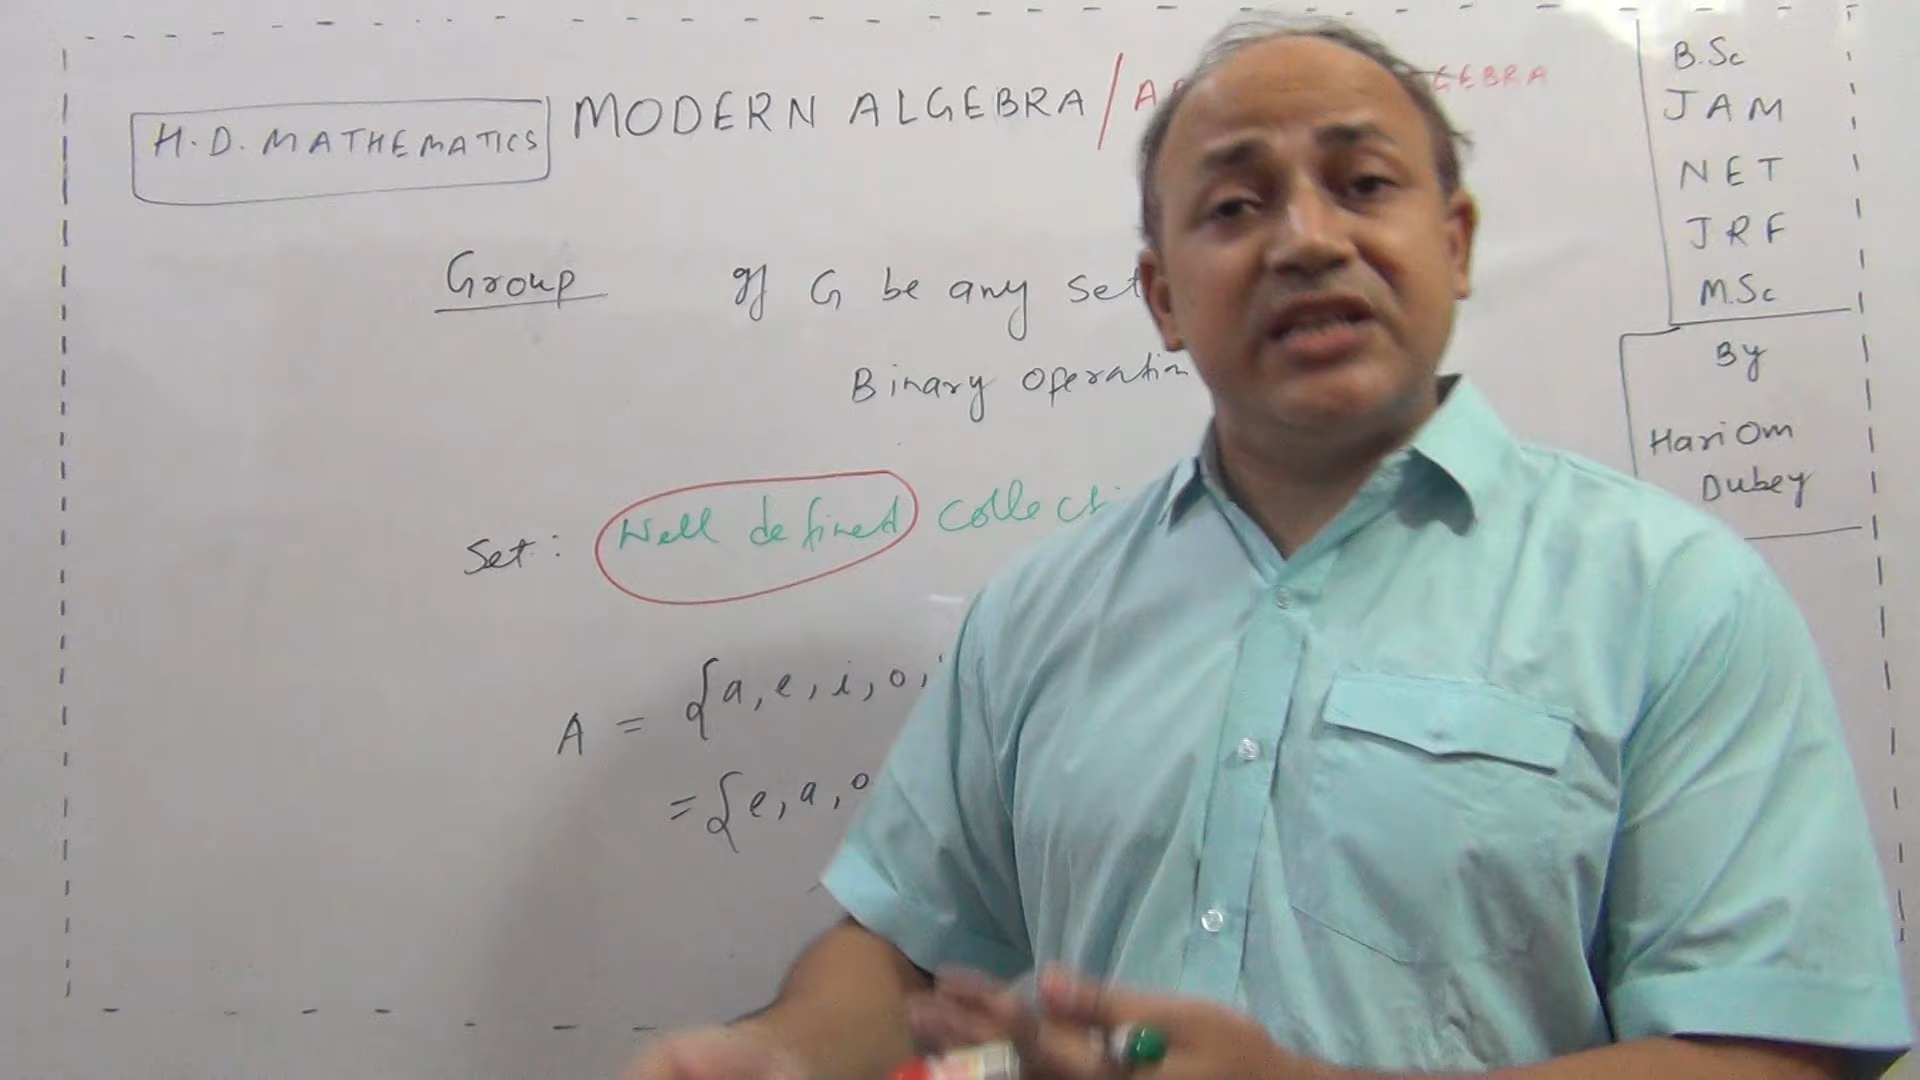 H.D. MATHEMATICS
MODERN ALGEBRA /
Group If G be any set
Binary operation
Set: Well defined collect
A = {a, e, i, o,
= {e, a, o
B.Sc
JAM
NET
JRF
M.Sc
By
Hari Om
Dubey